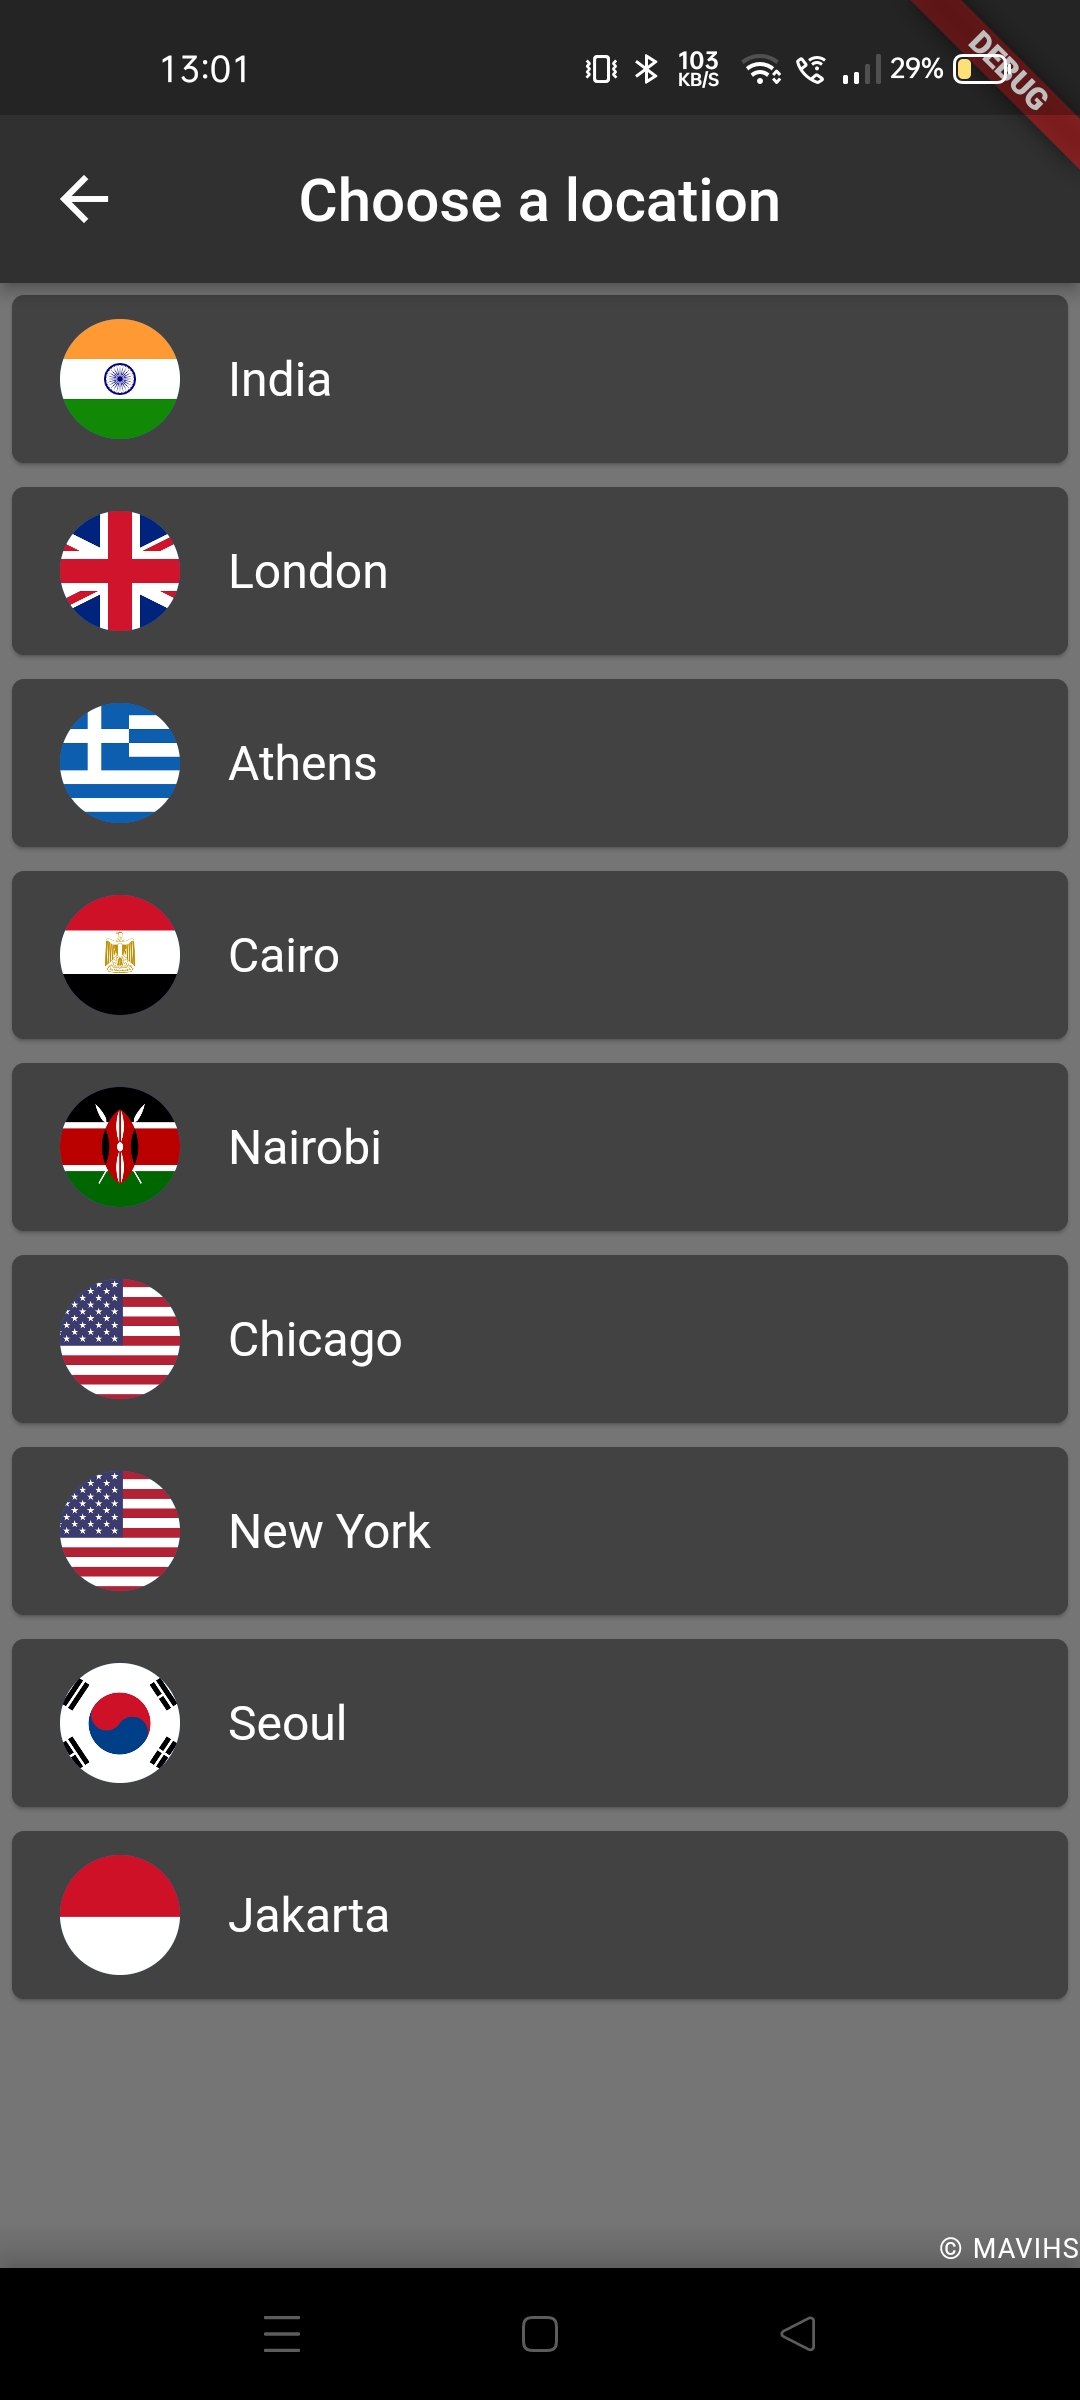 13:01
103
KB/S
29%
DEBUG
Choose a location
India
London
Athens
Cairo
Nairobi
Chicago
New York
Seoul
Jakarta
© MAVIHS